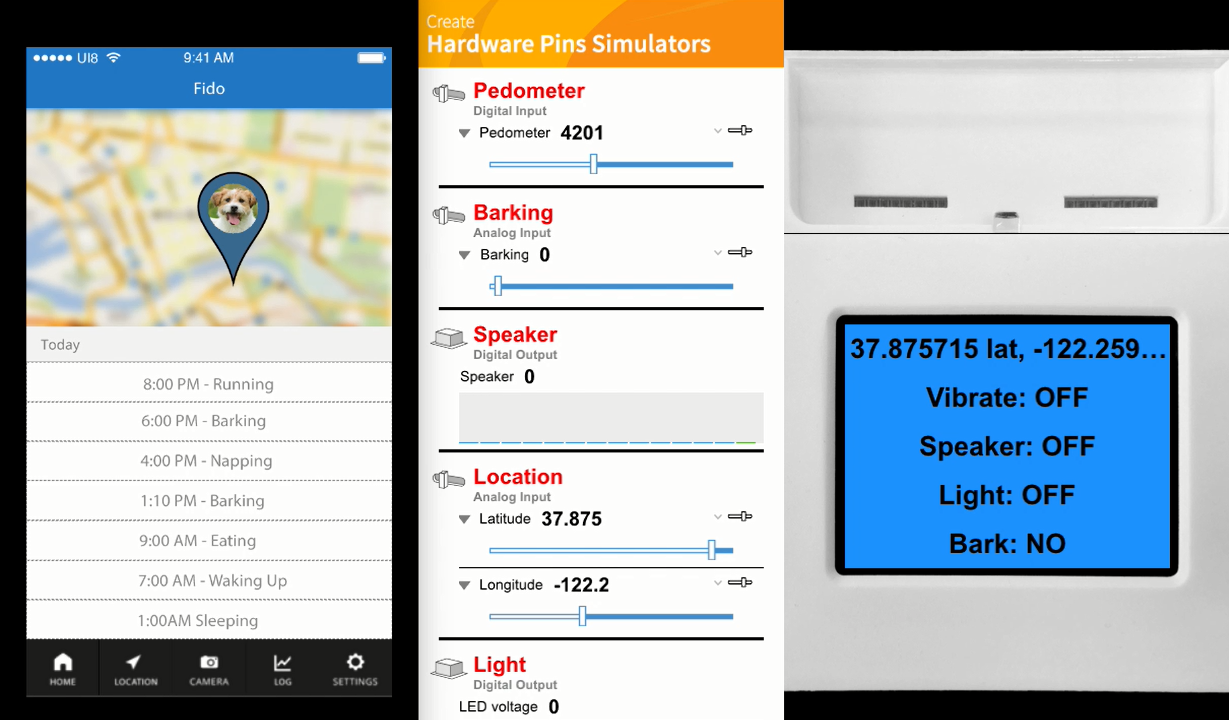 UI8
9:41 AM
Fido
Today
8:00 PM - Running
6:00 PM - Barking
4:00 PM - Napping
1:10 PM - Barking
9:00 AM - Eating
7:00 AM - Waking Up
1:00AM Sleeping
HOME
LOCATION
CAMERA
LOG
SETTINGS
Create
Hardware Pins Simulators
Pedometer
Digital Input
Pedometer 4201
Barking
Analog Input
Barking 0
Speaker
Digital Output
Speaker 0
Location
Analog Input
Latitude 37.875
Longitude -122.2
Light
Digital Output
LED voltage 0
37.875715 lat, -122.259...
Vibrate: OFF
Speaker: OFF
Light: OFF
Bark: NO